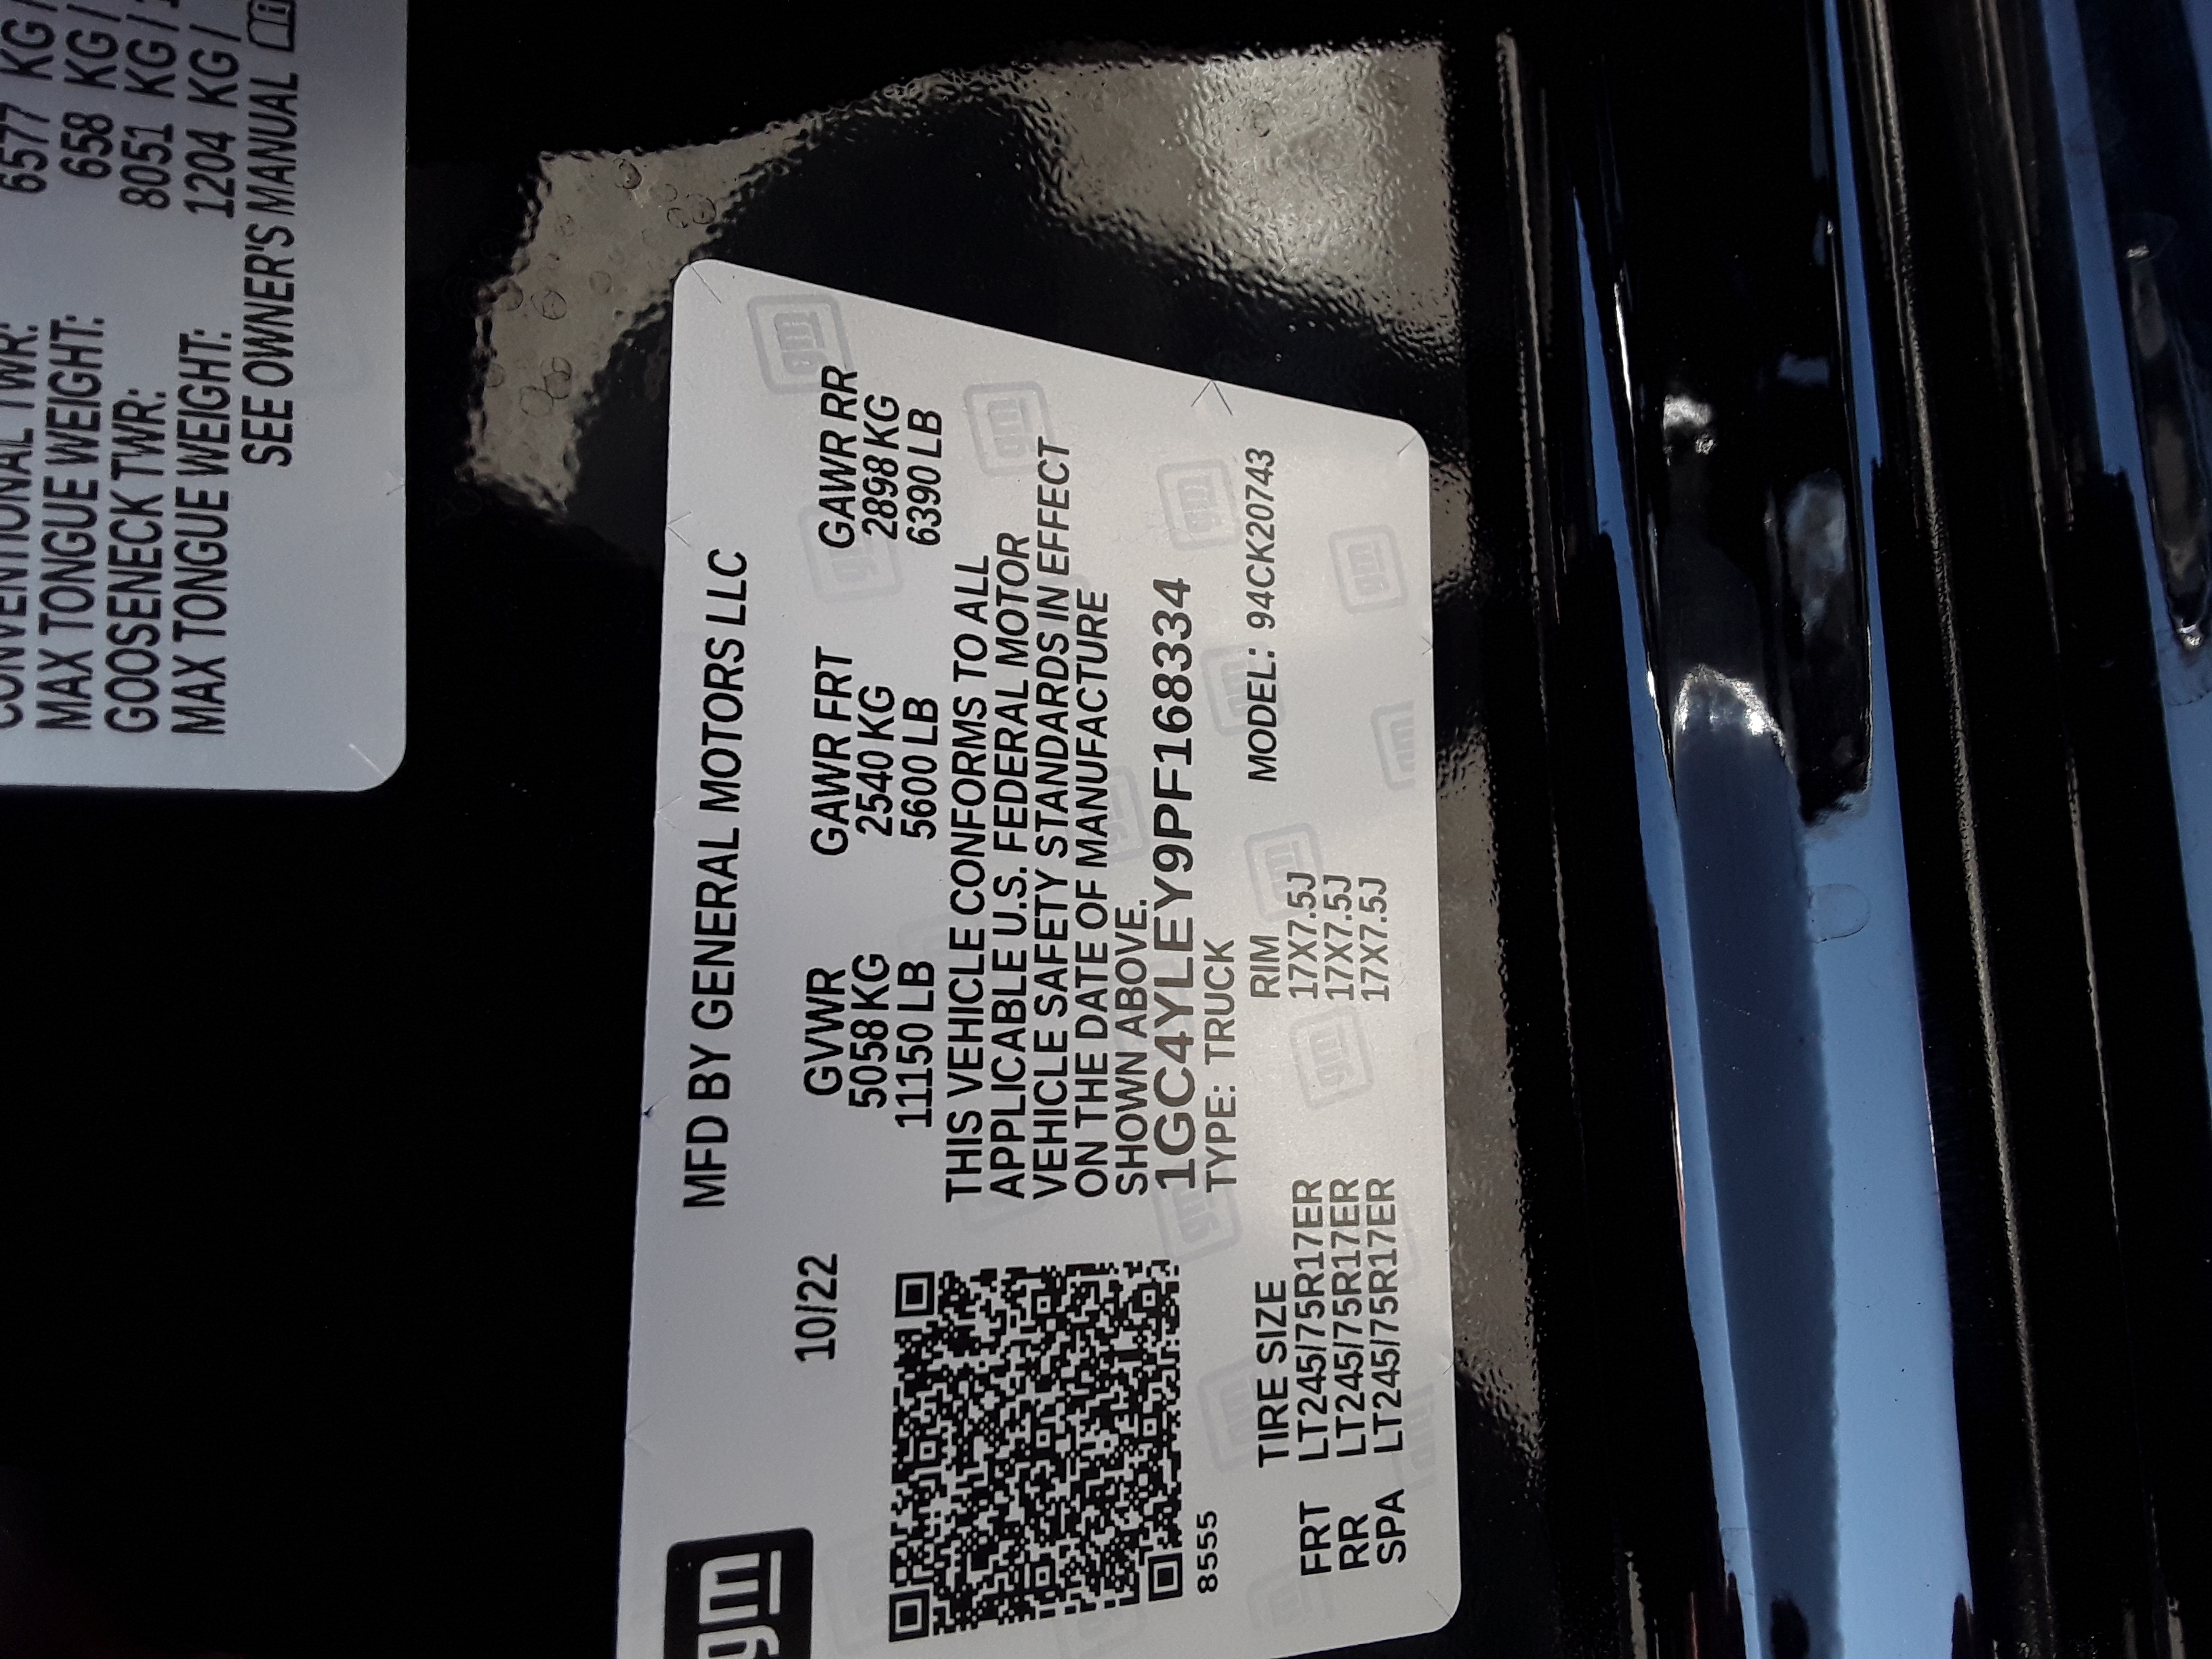 6577 KG/
MAX TONGUE WEIGHT: 658 KG/
GOOSENECK TWR: 8051 KG/
MAX TONGUE WEIGHT: 1204 KG/
SEE OWNER'S MANUAL
gm
MFD BY GENERAL MOTORS LLC
10/22
GVWR GAWR FRT GAWR RR
5058 KG 2540 KG 2898 KG
11150 LB 5600 LB 6390 LB
THIS VEHICLE CONFORMS TO ALL
APPLICABLE U.S. FEDERAL MOTOR
VEHICLE SAFETY STANDARDS IN EFFECT
ON THE DATE OF MANUFACTURE
SHOWN ABOVE.
1GC4YLEY9PF168334
TYPE: TRUCK
8555
MODEL: 94CK20743
TIRE SIZE RIM
FRT LT245/75R17ER 17X7.5J
RR LT245/75R17ER 17X7.5J
SPA LT245/75R17ER 17X7.5J